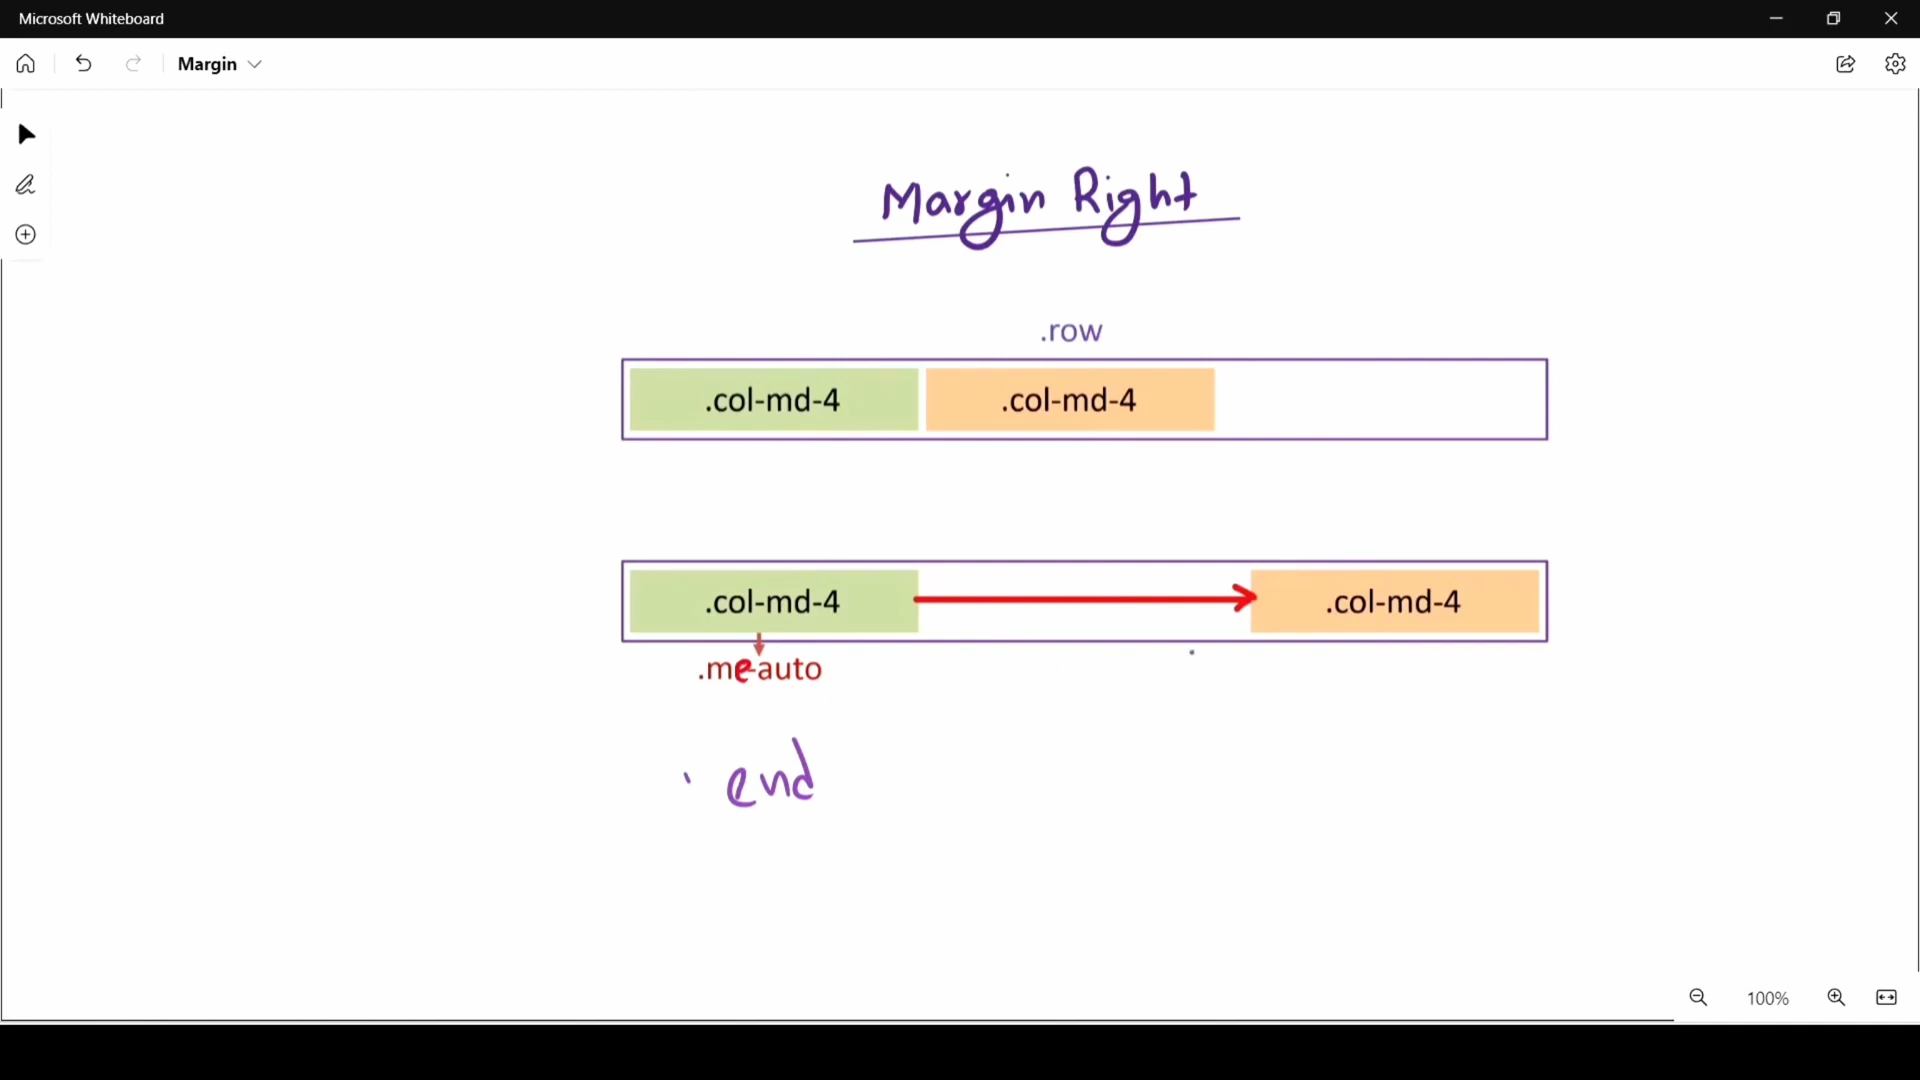 Microsoft Whiteboard
Margin
Margin Right
.row
.col-md-4 .col-md-4
.col-md-4 .col-md-4
.me-auto
end
100%